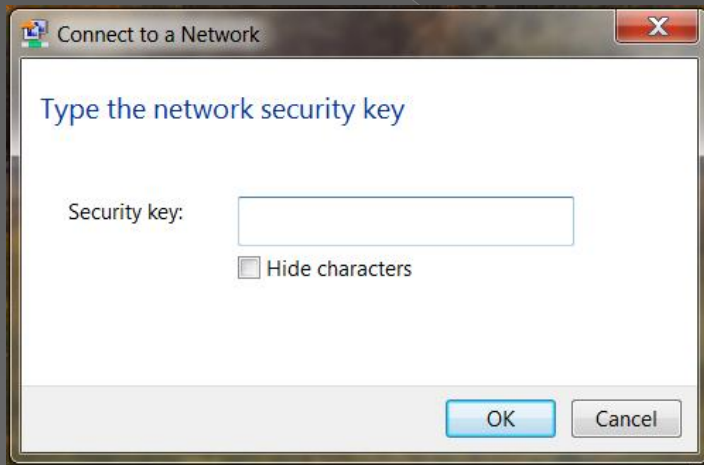 Connect to a Network
X
Type the network security key
Security key:
Hide characters
OK
Cancel